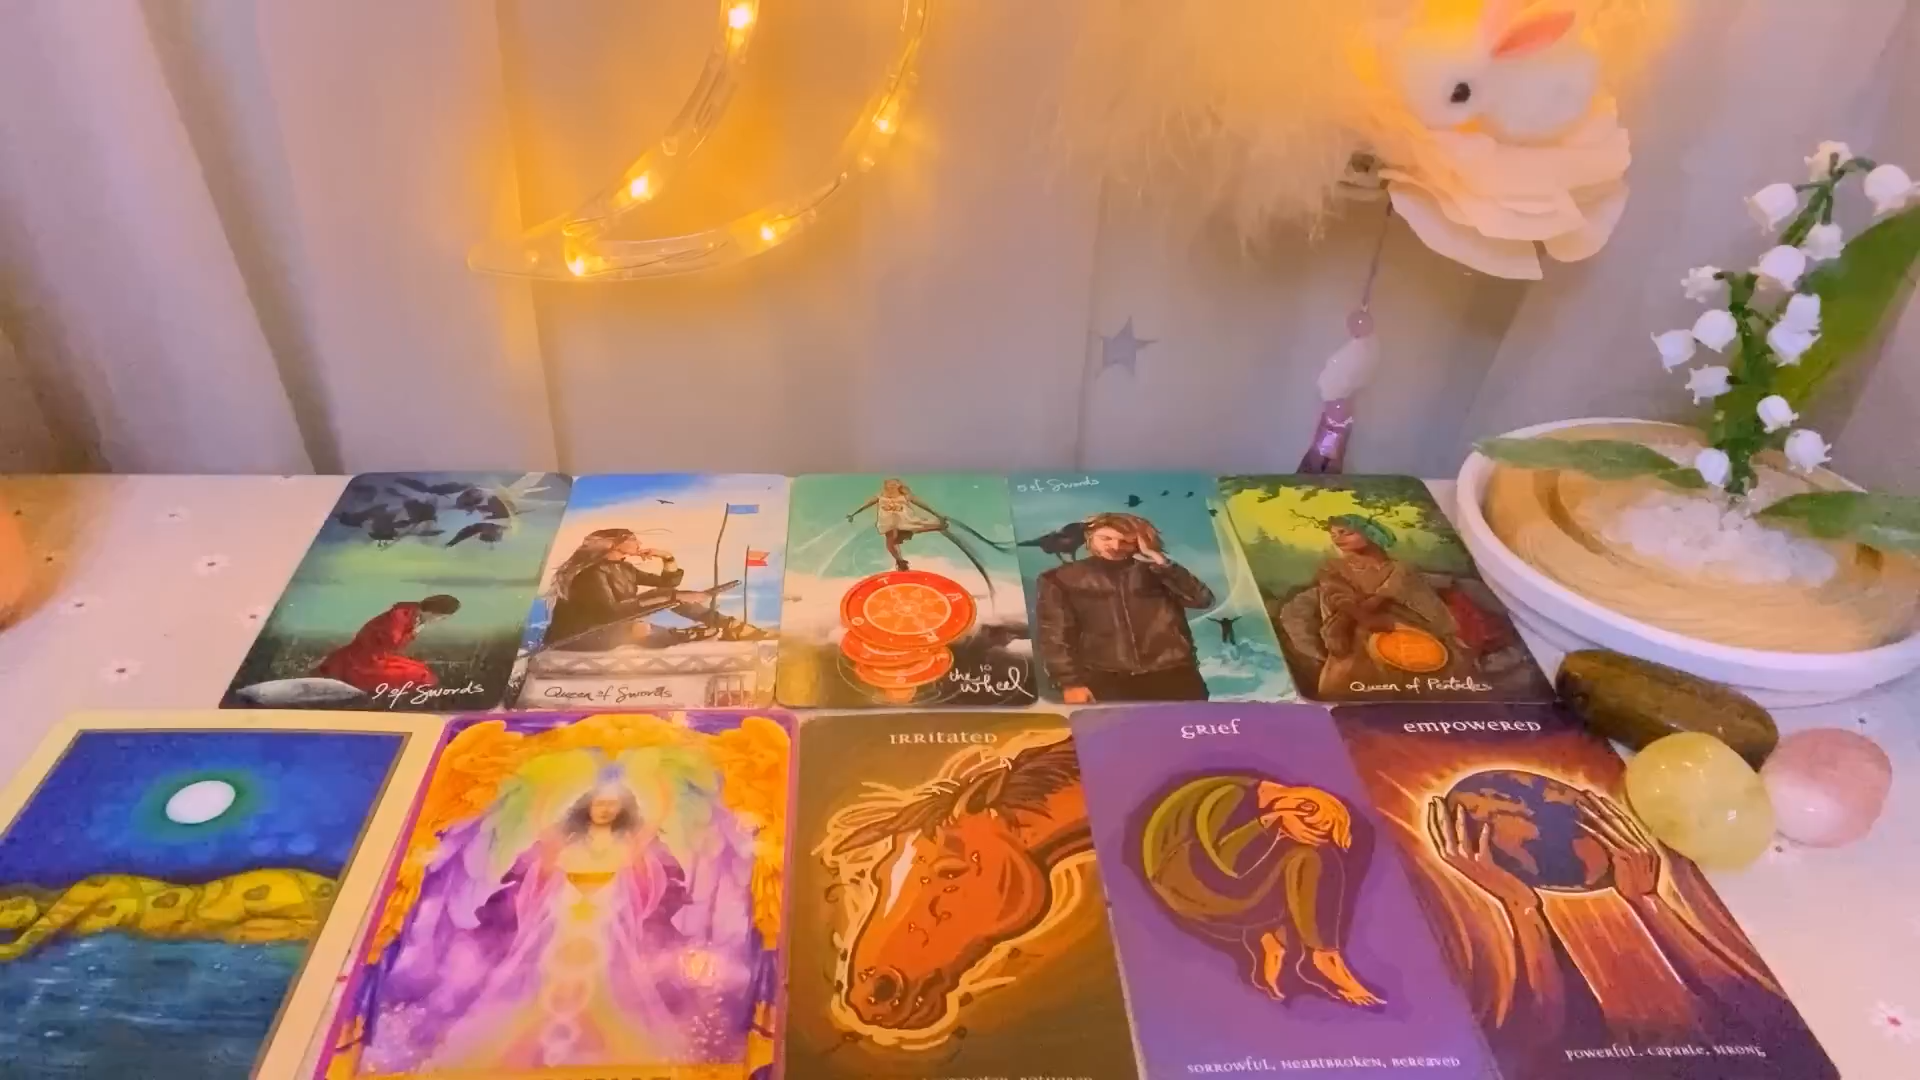 5 of Swords
9 of Swords
Queen of Swords
10
the Wheel
Queen of Pentacles
IRRITATED
GRIEF
EMPOWERED
SORROWFUL, HEARTBROKEN, BEREAVED
POWERFUL, CAPABLE, STRONG